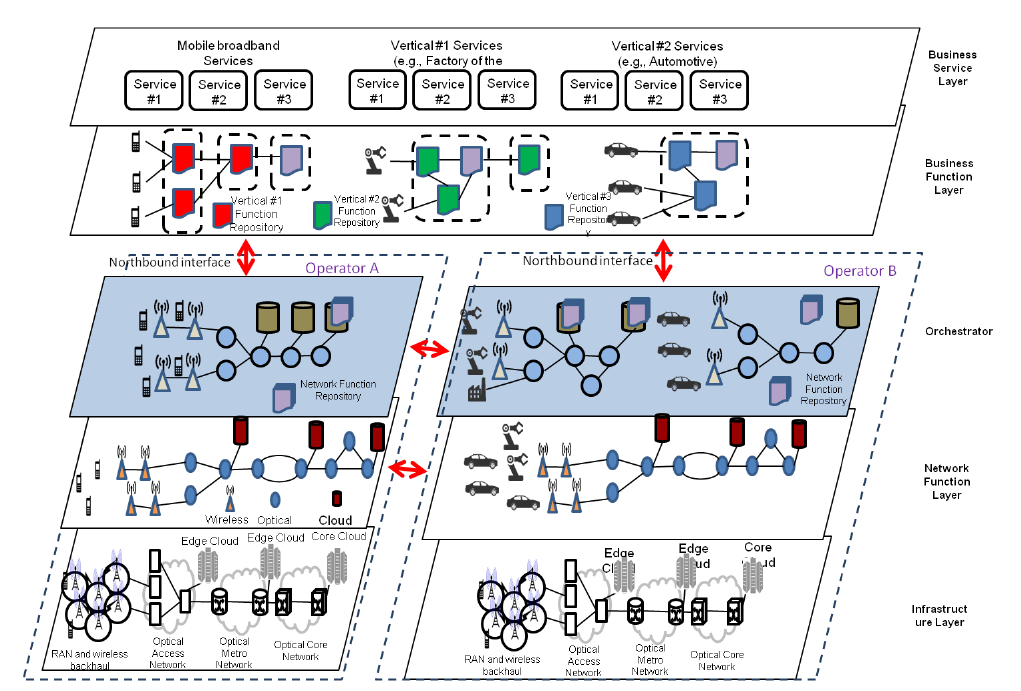 Mobile broadband
Services
Vertical #1 Services
(e.g., Factory of the
Vertical #2 Services
(e.g,, Automotive)
Business
Service
Layer
Service
#1
Service
#2
Service
#3
Service
#1
Service
#2
Service
#3
Service
#1
Service
#2
Service
#3
Business
Function
Layer
Vertical #1
Function
Repository
Vertical #2
Function
Repository
Vertical #3
Function
Repository
Northbound interface
Operator A
Northbound interface
Operator B
Orchestrator
Network Function
Repository
Network
Function
Repository
Network
Function
Layer
Wireless
Optical
Cloud
Edge Cloud
Edge Cloud
Core Cloud
Edge
Edge
Core
Infrastruct
ure Layer
RAN and wireless
backhaul
Optical
Access
Network
Optical
Metro
Network
Optical Core
Network
RAN and wireless
backhaul
Optical
Access
Network
Optical
Metro
Network
Optical Core
Network